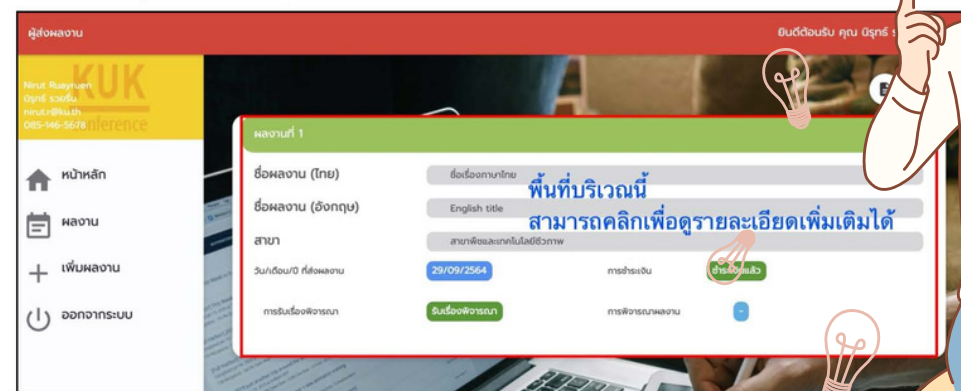 ผู้ส่งผลงาน
ยินดีต้อนรับ คุณ นิรุทธ์
KUK
Nirut Ruayruen
นิรุทธ์ รวยรื่น
nirut.r@ku.th
085-146-5678
Conference
หน้าหลัก
ผลงาน
เพิ่มผลงาน
ออกจากระบบ
ผลงานที่ 1
ชื่อผลงาน (ไทย) ชื่อเรื่องภาษาไทย
ชื่อผลงาน (อังกฤษ) English title
สาขา สาขาพืชและเทคโนโลยีชีวภาพ
พื้นที่บริเวณนี้
สามารถคลิกเพื่อดูรายละเอียดเพิ่มเติมได้
วัน/เดือน/ปี ที่ส่งผลงาน 29/09/2564 การชำระเงิน ชำระเงินแล้ว
การรับเรื่องพิจารณา รับเรื่องพิจารณา การพิจารณาผลงาน -